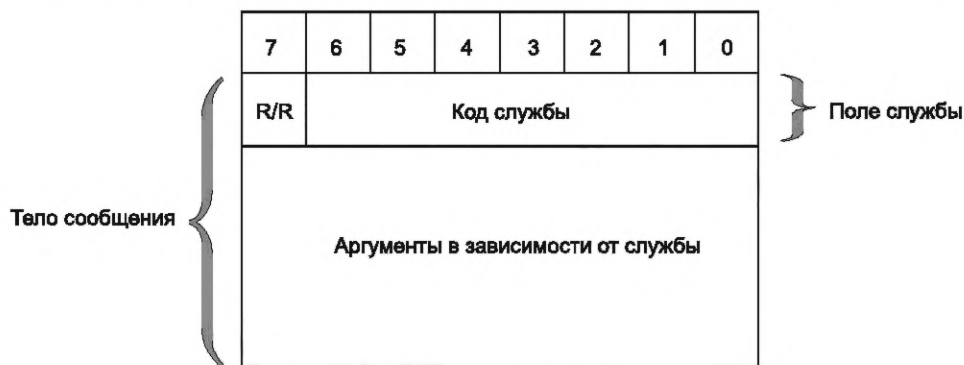 7 6 5 4 3 2 1 0
R/R Код службы Поле службы
Тело сообщения
Аргументы в зависимости от службы